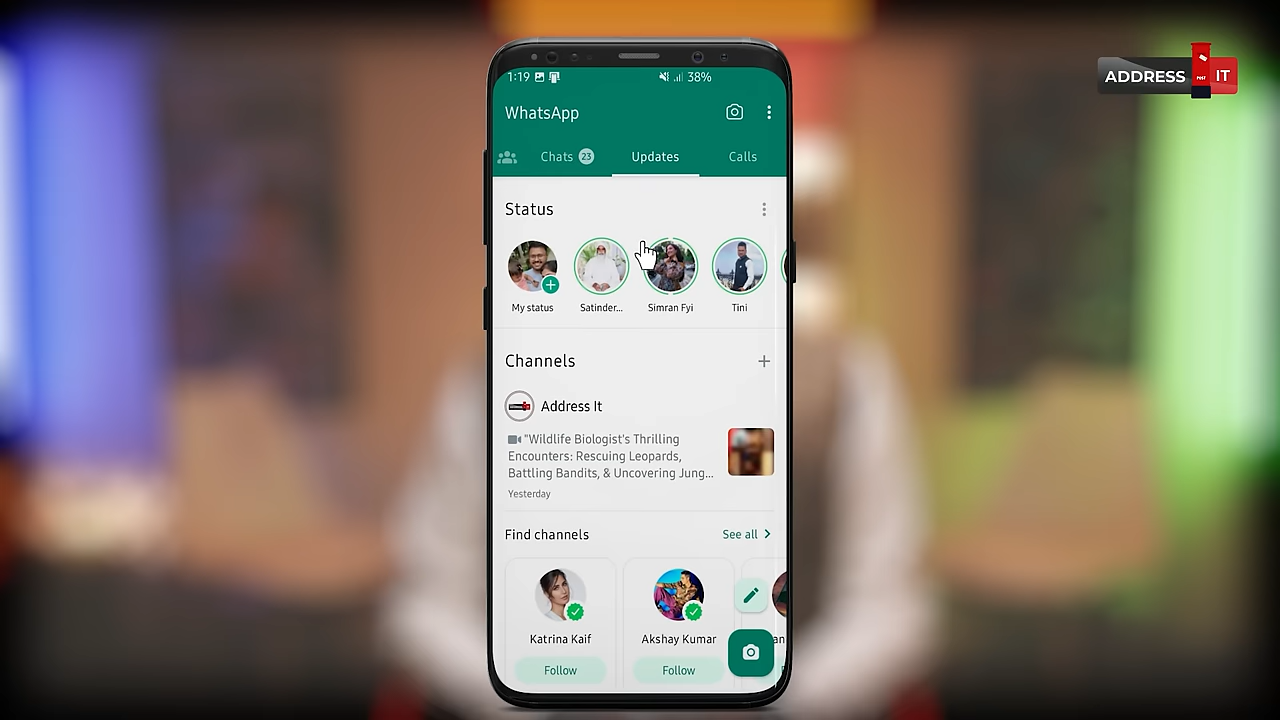 ADDRESS IT
1:19 38%
WhatsApp
Chats 23 Updates Calls
Status
My status Satinder... Simran Fyi Tini
Channels +
Address It
"Wildlife Biologist's Thrilling
Encounters: Rescuing Leopards,
Battling Bandits, & Uncovering Jung...
Yesterday
Find channels See all >
Katrina Kaif Akshay Kumar
Follow Follow